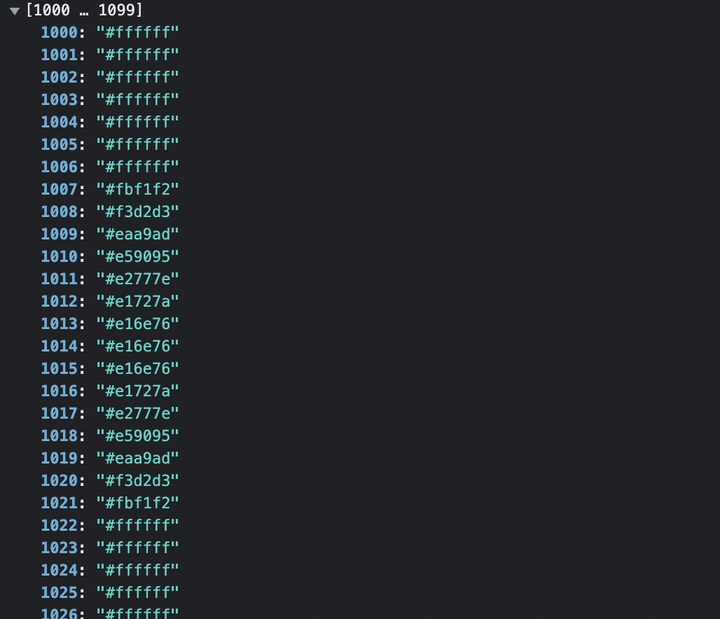 [1000 … 1099]
1000: "#ffffff"
1001: "#ffffff"
1002: "#ffffff"
1003: "#ffffff"
1004: "#ffffff"
1005: "#ffffff"
1006: "#ffffff"
1007: "#fbf1f2"
1008: "#f3d2d3"
1009: "#eaa9ad"
1010: "#e59095"
1011: "#e2777e"
1012: "#e1727a"
1013: "#e16e76"
1014: "#e16e76"
1015: "#e16e76"
1016: "#e1727a"
1017: "#e2777e"
1018: "#e59095"
1019: "#eaa9ad"
1020: "#f3d2d3"
1021: "#fbf1f2"
1022: "#ffffff"
1023: "#ffffff"
1024: "#ffffff"
1025: "#ffffff"
1026: "#ffffff"